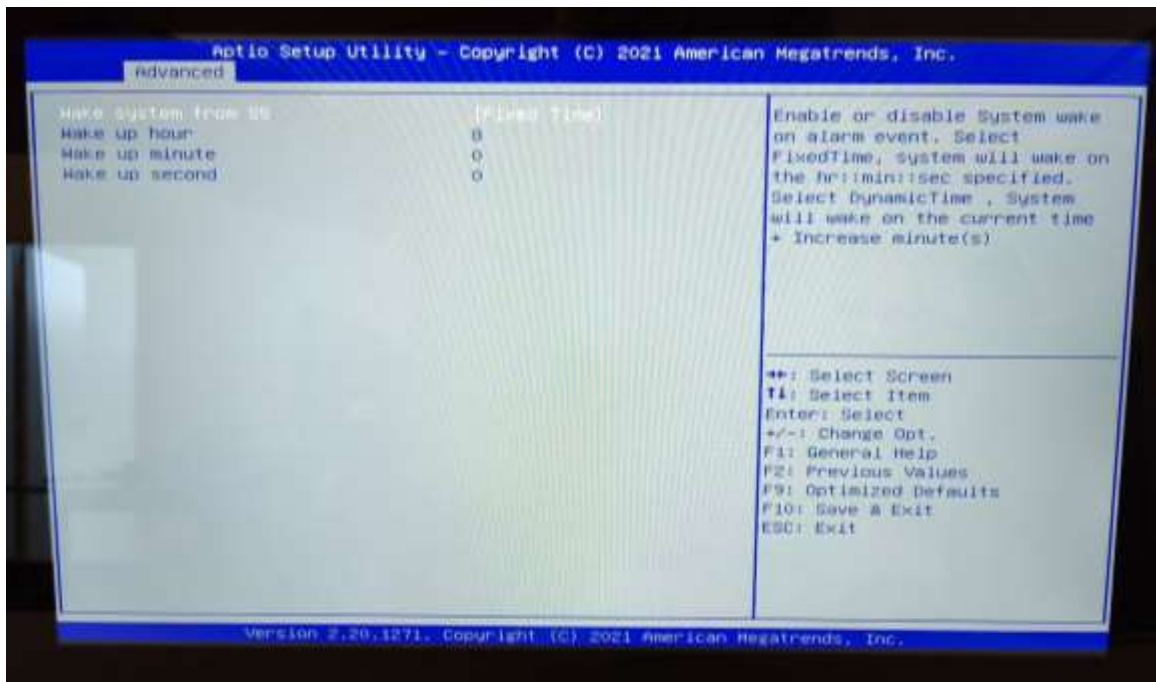 Aptio Setup Utility – Copyright (C) 2021 American Megatrends, Inc.
Advanced
Wake system from S5 [Fixed Time]
Wake up hour 8
Wake up minute 0
Wake up second 0
Enable or disable System wake
on alarm event. Select
FixedTime, system will wake on
the hr::min::sec specified.
Select DynamicTime , System
will wake on the current time
+ Increase minute(s)
→←: Select Screen
↑↓: Select Item
Enter: Select
+/-: Change Opt.
F1: General Help
F2: Previous Values
F9: Optimized Defaults
F10: Save & Exit
ESC: Exit
Version 2.20.1271. Copyright (C) 2021 American Megatrends, Inc.